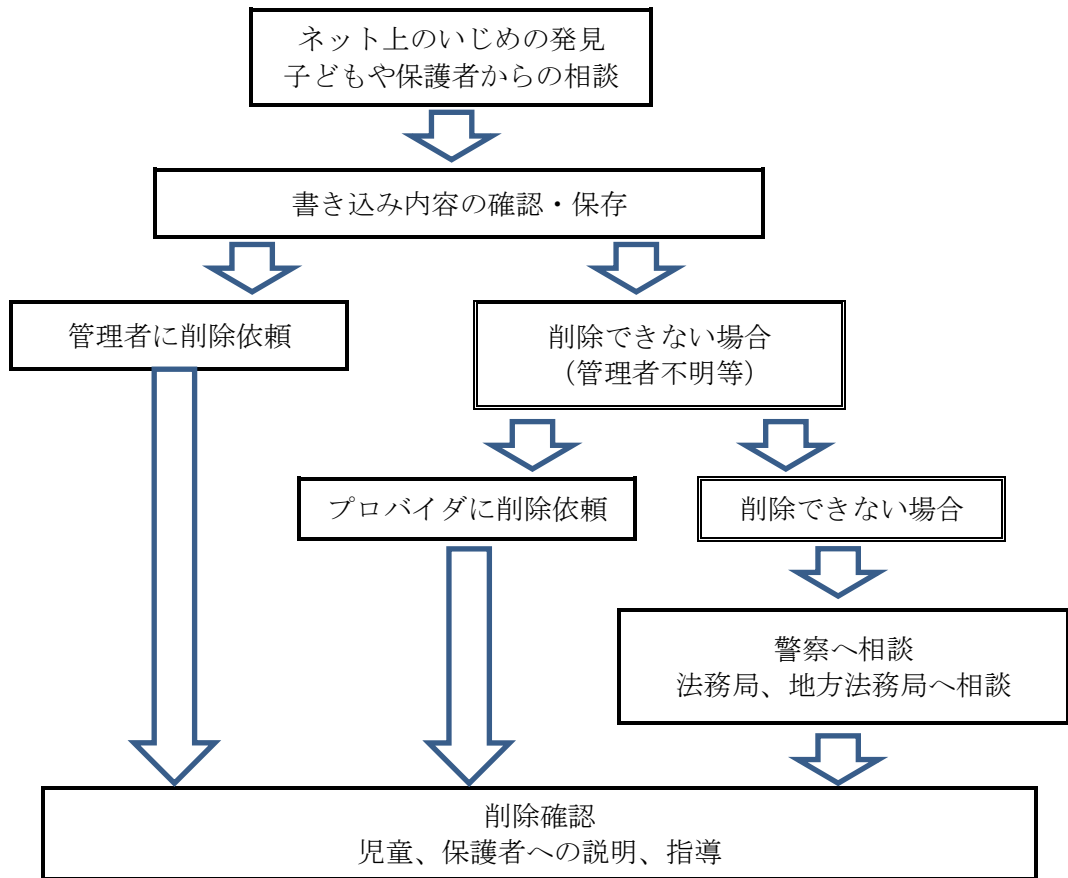 ネット上のいじめの発見
子どもや保護者からの相談
書き込み内容の確認・保存
管理者に削除依頼
削除できない場合
（管理者不明等）
プロバイダに削除依頼
削除できない場合
警察へ相談
法務局、地方法務局へ相談
削除確認
児童、保護者への説明、指導